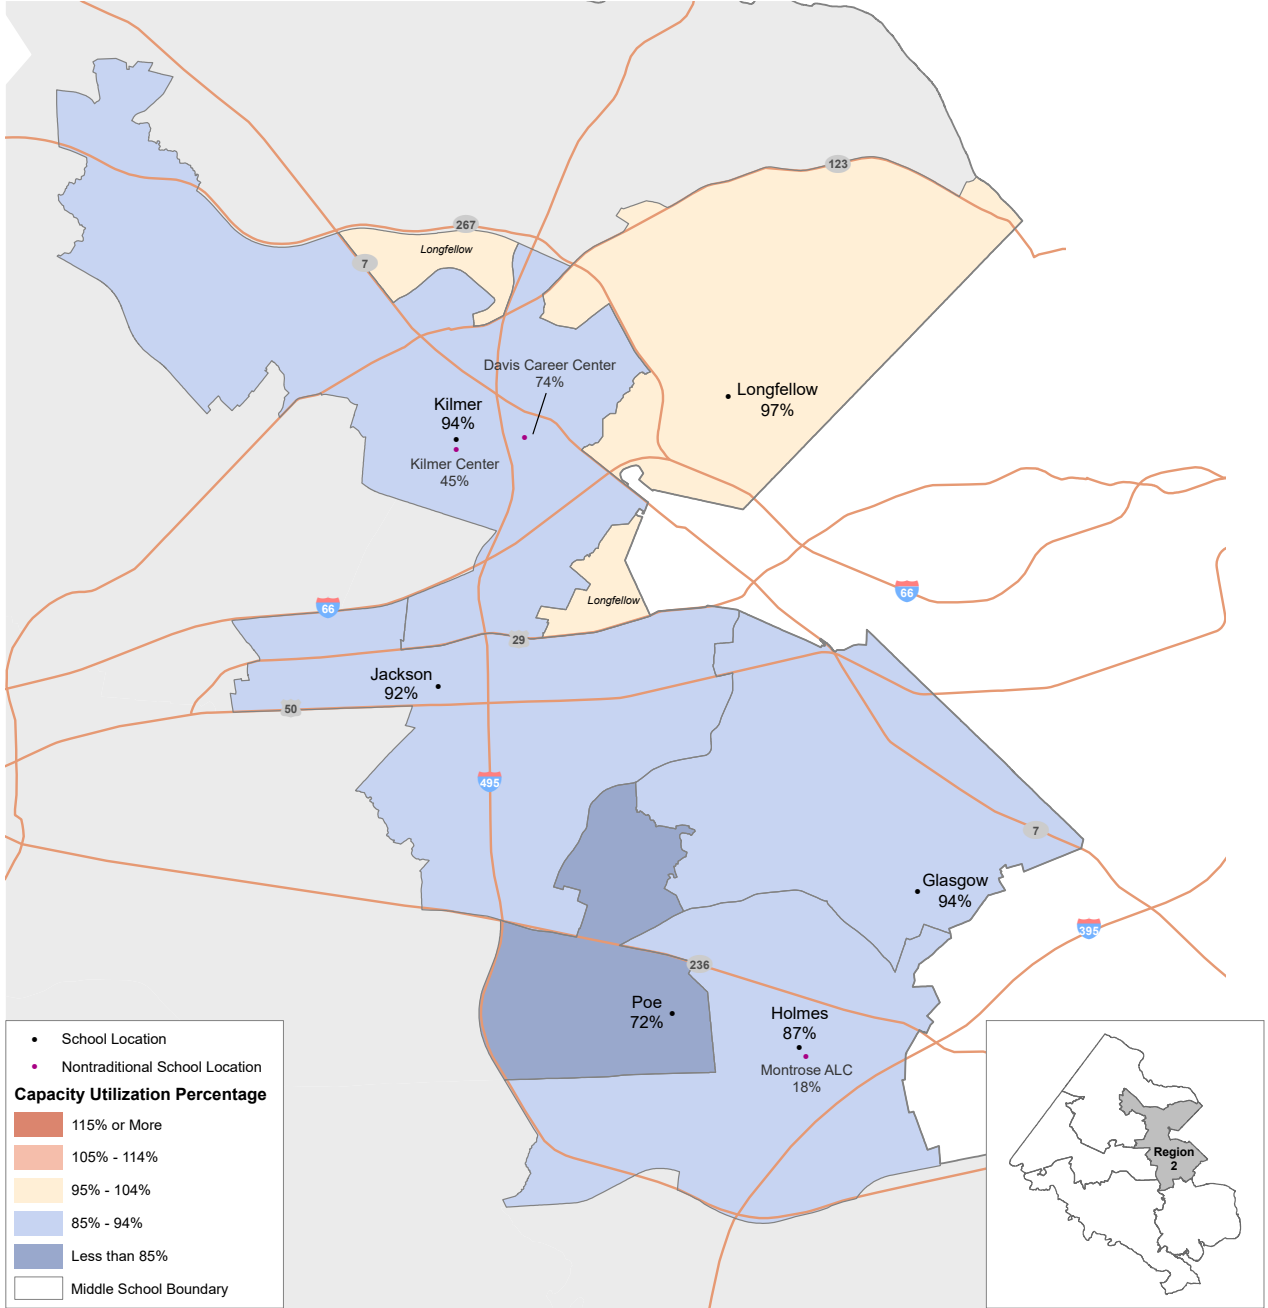 123
267
Longfellow
7
Davis Career Center
74%
Longfellow
97%
Kilmer
94%
Kilmer Center
45%
66
Longfellow
66
29
Jackson
92%
50
495
7
Glasgow
94%
395
236
Poe
72%
Holmes
87%
Montrose ALC
18%
School Location
Nontraditional School Location
Capacity Utilization Percentage
115% or More
105% - 114%
95% - 104%
85% - 94%
Less than 85%
Middle School Boundary
Region
2